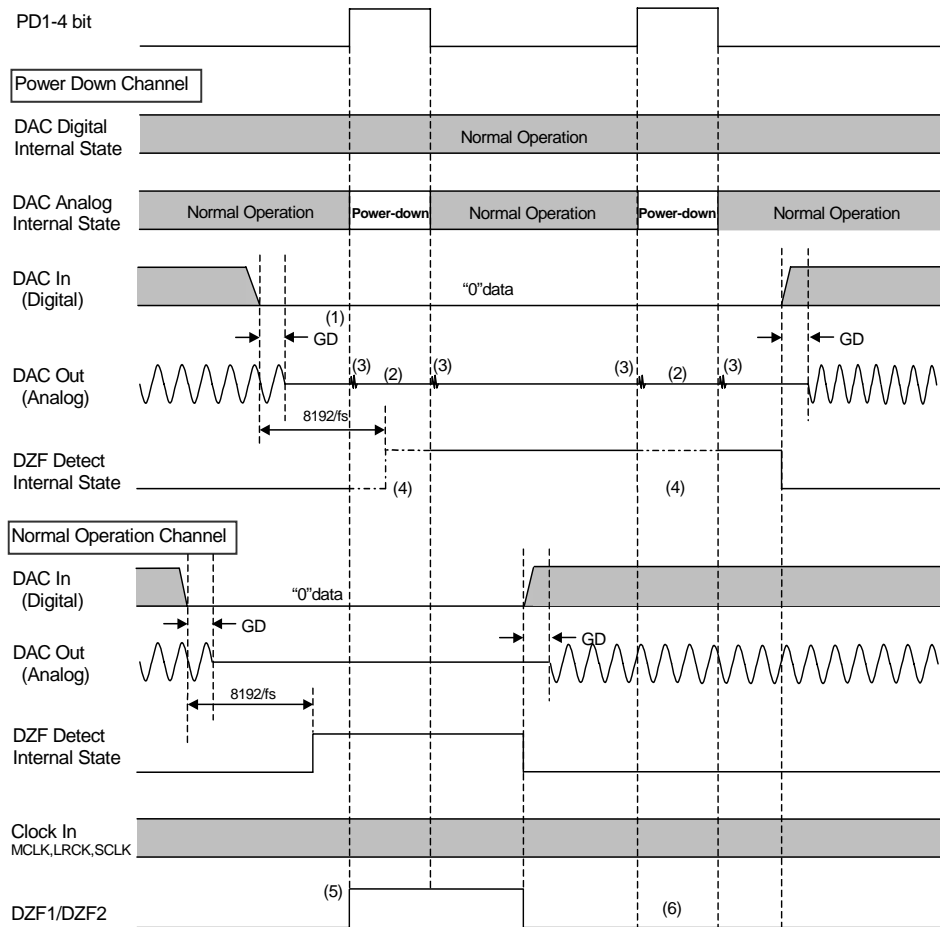 PD1-4 bit
Power Down Channel
DAC Digital
Internal State
Normal Operation
DAC Analog
Internal State
Normal Operation
Power-down
Normal Operation
Power-down
Normal Operation
DAC In
(Digital)
“0”data
(1)
GD
GD
DAC Out
(Analog)
(3)
(2)
(3)
(3)
(2)
(3)
8192/fs
DZF Detect
Internal State
(4)
(4)
Normal Operation Channel
DAC In
(Digital)
“0”data
GD
GD
DAC Out
(Analog)
8192/fs
DZF Detect
Internal State
Clock In
MCLK,LRCK,SCLK
(5)
(6)
DZF1/DZF2